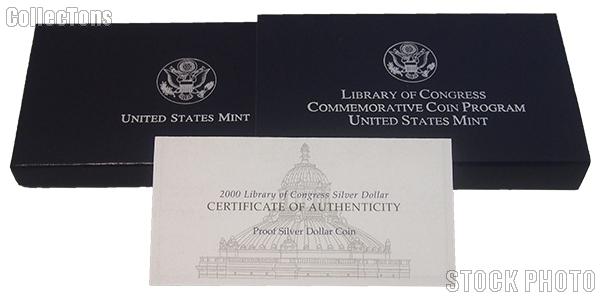 CollecTons
UNITED STATES MINT
LIBRARY OF CONGRESS
COMMEMORATIVE COIN PROGRAM
UNITED STATES MINT
2000 Library of Congress Silver Dollar
CERTIFICATE OF AUTHENTICITY
Proof Silver Dollar Coin
STOCK PHOTO